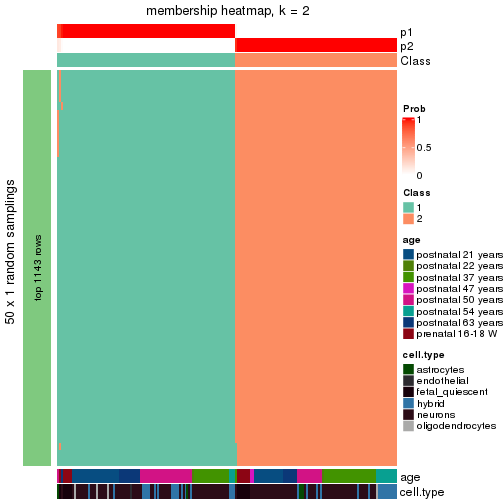 membership heatmap, k = 2
p1
p2
Class
50 x 1 random samplings
top 1143 rows
Prob
1
0.5
0
Class
1
2
age
postnatal 21 years
postnatal 22 years
postnatal 37 years
postnatal 47 years
postnatal 50 years
postnatal 54 years
postnatal 63 years
prenatal 16-18 W
cell.type
astrocytes
endothelial
fetal_quiescent
hybrid
neurons
oligodendrocytes
age
cell.type